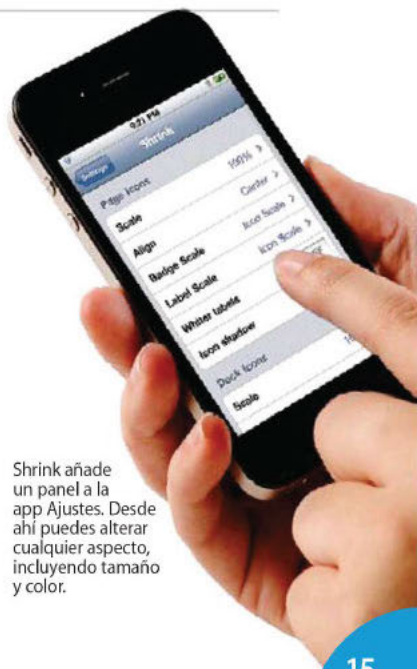 9:21 PM
Settings
Shrink
Page Icons
Scale 100% >
Align Center >
Badge Scale Icon Scale >
Label Scale Icon Scale >
Whiter labels
Icon shadow
Dock Icons
Scale
Shrink añade
un panel a la
app Ajustes. Desde
ahí puedes alterar
cualquier aspecto,
incluyendo tamaño
y color.
15